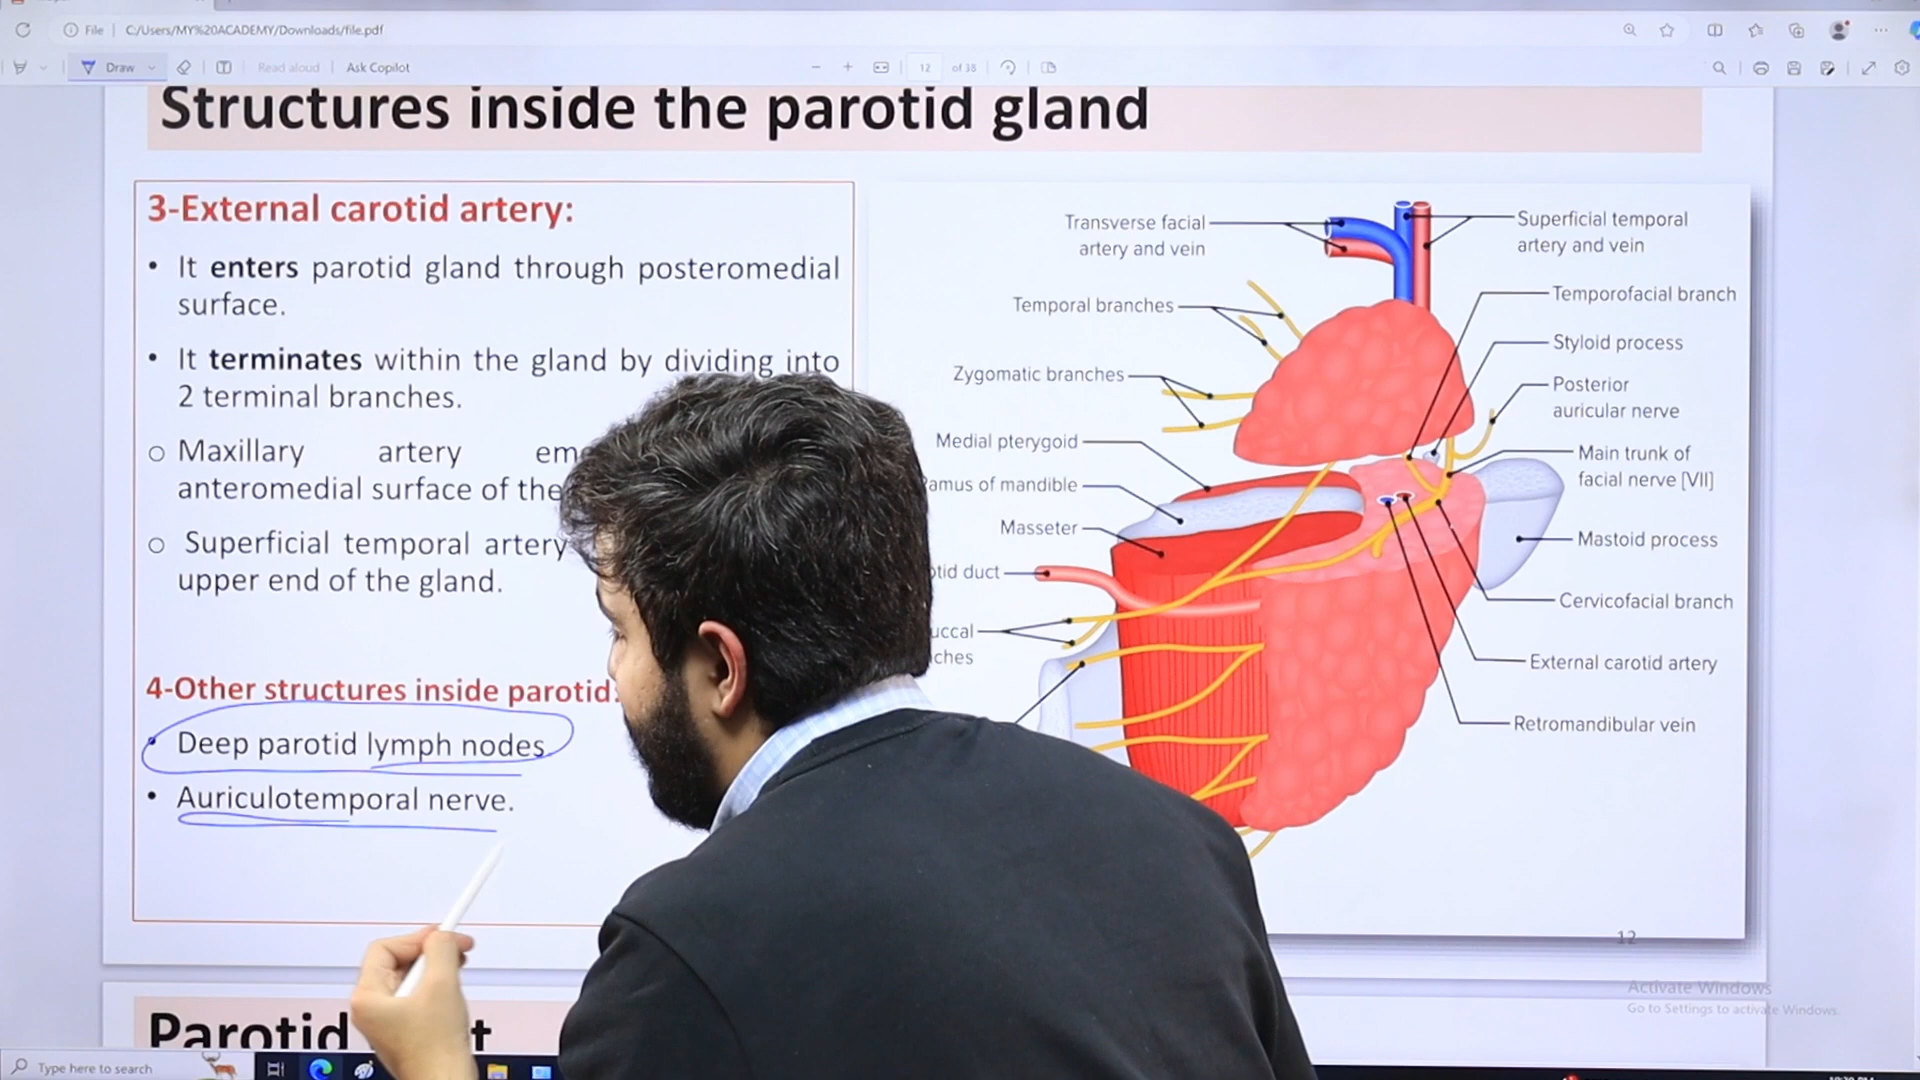 File | C:/Users/MY%20ACADEMY/Downloads/file.pdf
Draw
Read aloud
Ask Copilot
12 of 38
Structures inside the parotid gland
3-External carotid artery:
• It enters parotid gland through posteromedial
surface.
• It terminates within the gland by dividing into
2 terminal branches.
o Maxillary artery
anteromedial surface of the
o Superficial temporal artery
upper end of the gland.
4-Other structures inside parotid:
• Deep parotid lymph nodes
• Auriculotemporal nerve.
Transverse facial
artery and vein
Temporal branches
Zygomatic branches
Medial pterygoid
of mandible
Masseter
duct
Superficial temporal
artery and vein
Temporofacial branch
Styloid process
Posterior
auricular nerve
Main trunk of
facial nerve [VII]
Mastoid process
Cervicofacial branch
External carotid artery
Retromandibular vein
12
Activate Windows
Go to Settings to activate Windows.
Parotid
Type here to search